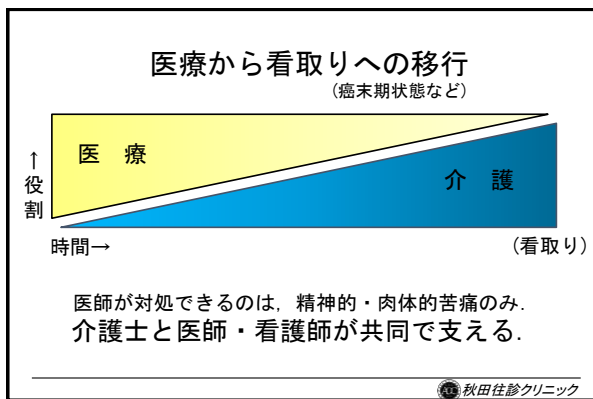 医療から看取りへの移行
(癌末期状態など)
医 療
↑
役
割
介 護
時間→
(看取り)
医師が対処できるのは, 精神的・肉体的苦痛のみ.
介護士と医師・看護師が共同で支える.
秋田往診クリニック